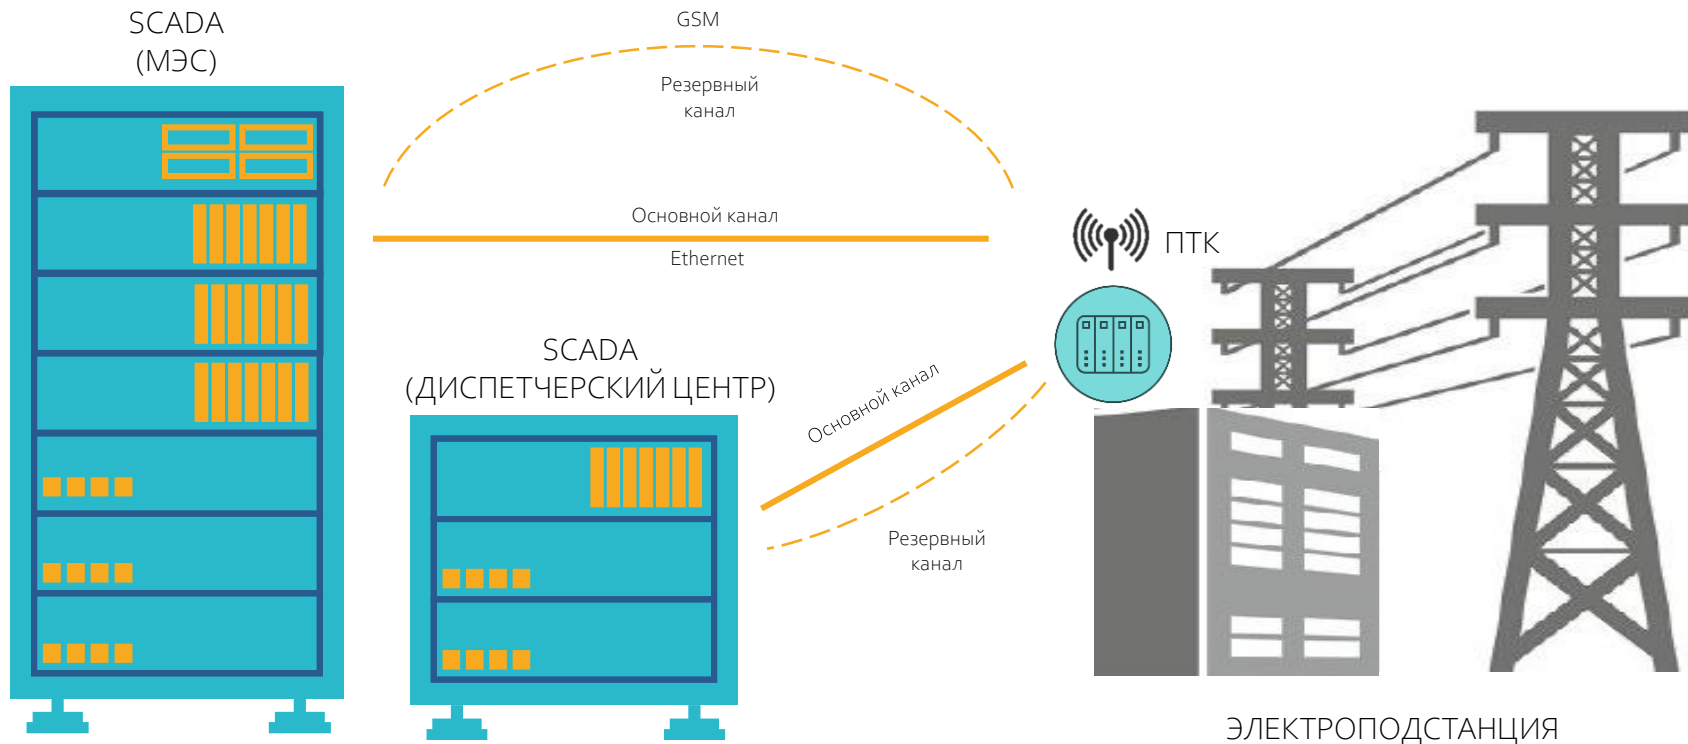 SCADA
(МЭС)
GSM
Резервный
канал
Основной канал
Ethernet
ПТК
SCADA
(ДИСПЕТЧЕРСКИЙ ЦЕНТР)
Основной канал
Резервный
канал
ЭЛЕКТРОПОДСТАНЦИЯ